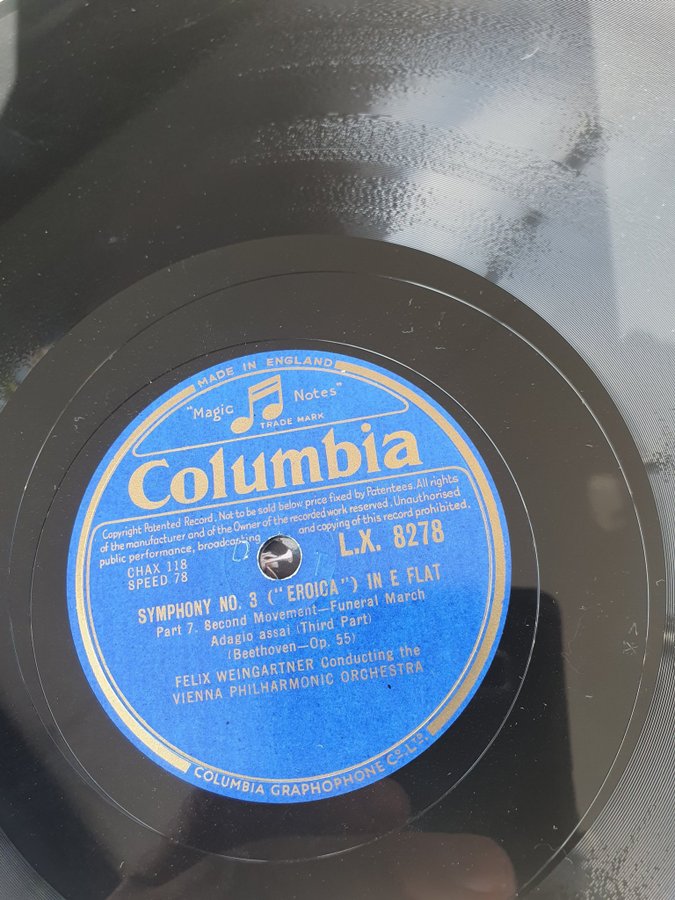 MADE IN ENGLAND
"Magic Notes"
TRADE MARK
Columbia
Copyright Patented Record. Not to be sold below price fixed by Patentees. All rights
of the manufacturer and of the Owner of the recorded work reserved. Unauthorised
public performance, broadcasting and copying of this record prohibited.
CHAX 118
SPEED 78
L.X. 8278
SYMPHONY NO. 3 ("EROICA") IN E FLAT
Part 7. Second Movement—Funeral March
Adagio assai (Third Part)
(Beethoven—Op. 55)
FELIX WEINGARTNER Conducting the
VIENNA PHILHARMONIC ORCHESTRA
COLUMBIA GRAPHOPHONE Co. LTD.